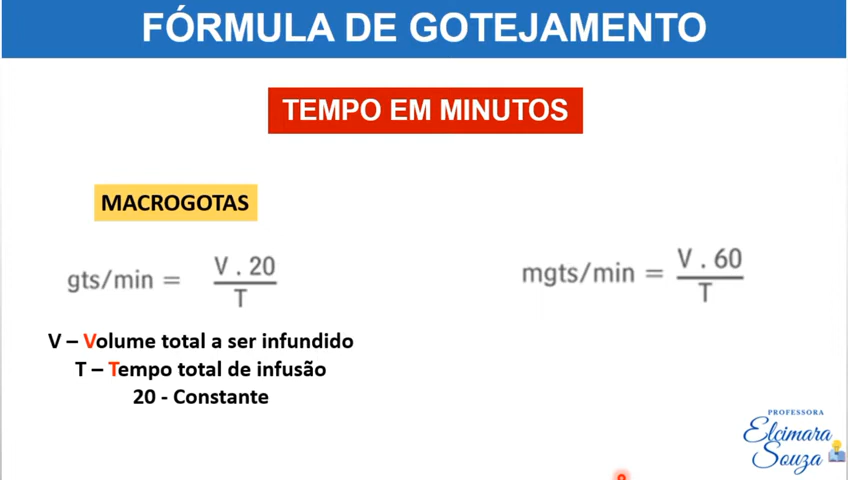 FÓRMULA DE GOTEJAMENTO
TEMPO EM MINUTOS
MACROGOTAS
gts/min = V . 20
T
V – Volume total a ser infundido
T – Tempo total de infusão
20 - Constante
mgts/min = V . 60
T
PROFESSORA
Elcimara
Souza